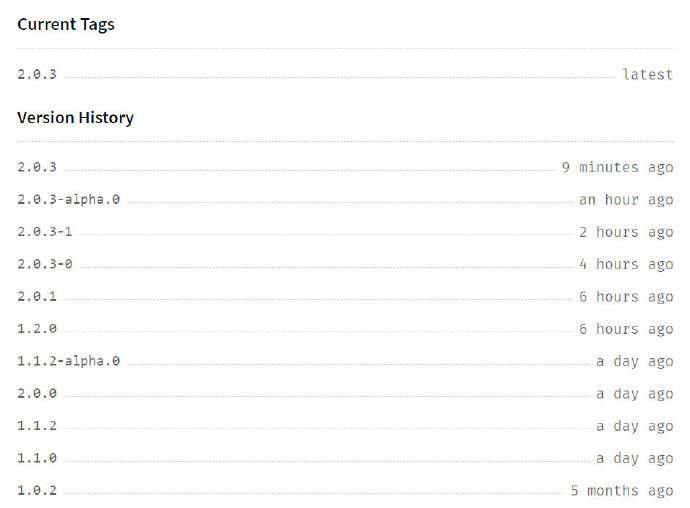 Current Tags
2.0.3 latest
Version History
2.0.3 9 minutes ago
2.0.3-alpha.0 an hour ago
2.0.3-1 2 hours ago
2.0.3-0 4 hours ago
2.0.1 6 hours ago
1.2.0 6 hours ago
1.1.2-alpha.0 a day ago
2.0.0 a day ago
1.1.2 a day ago
1.1.0 a day ago
1.0.2 5 months ago